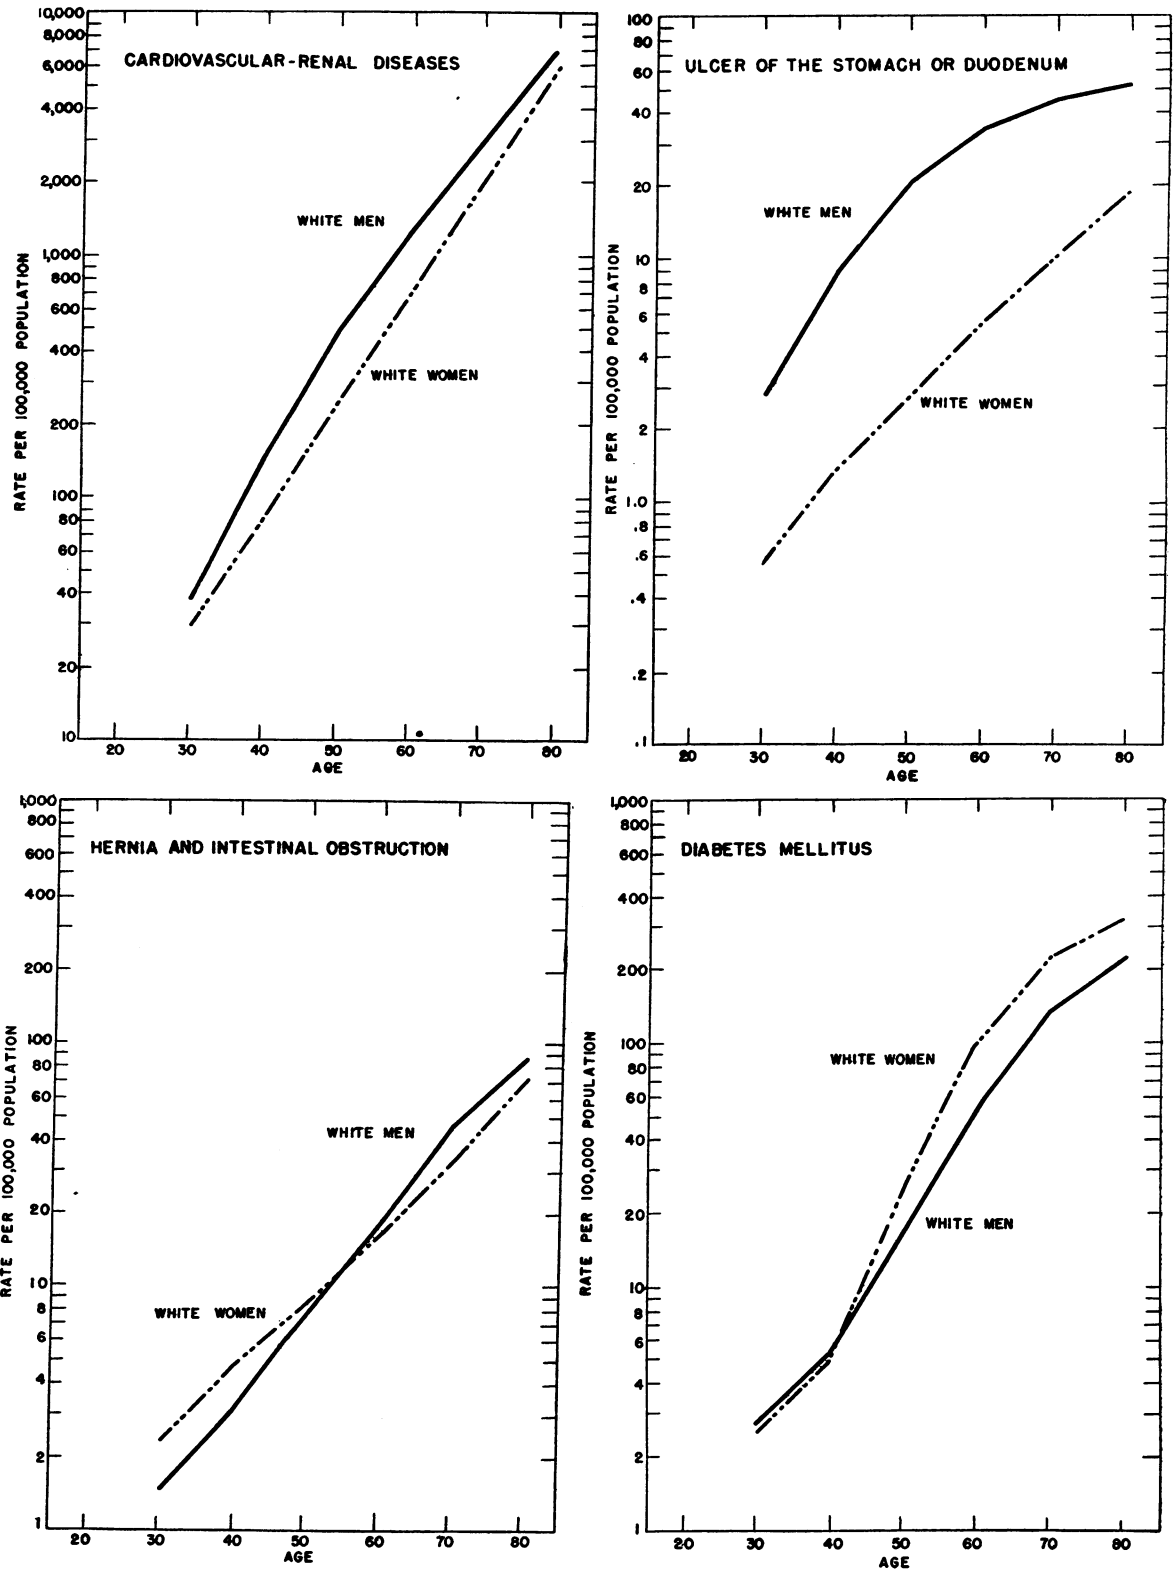 CARDIOVASCULAR-RENAL DISEASES
10,000
8,000
6,000
4,000
2,000
1,000
800
600
400
200
100
80
60
40
20
10
RATE PER 100,000 POPULATION
WHITE MEN
WHITE WOMEN
20 30 40 50 60 70 80
AGE
ULCER OF THE STOMACH OR DUODENUM
100
80
60
40
20
10
8
6
4
2
1.0
.8
.6
.4
.2
.1
RATE PER 100,000 POPULATION
WHITE MEN
WHITE WOMEN
20 30 40 50 60 70 80
AGE
HERNIA AND INTESTINAL OBSTRUCTION
1,000
800
600
400
200
100
80
60
40
20
10
8
6
4
2
1
RATE PER 100,000 POPULATION
WHITE MEN
WHITE WOMEN
20 30 40 50 60 70 80
AGE
DIABETES MELLITUS
1,000
800
600
400
200
100
80
60
40
20
10
8
6
4
2
1
RATE PER 100,000 POPULATION
WHITE WOMEN
WHITE MEN
20 30 40 50 60 70 80
AGE